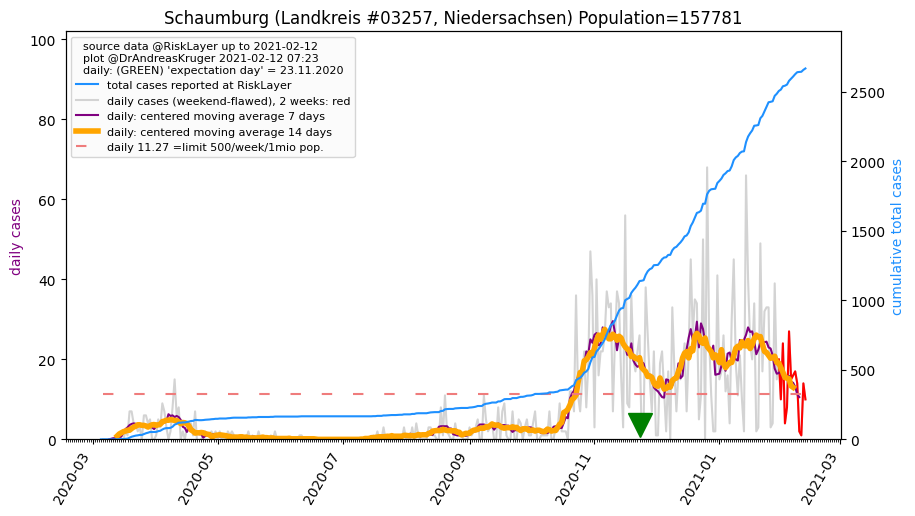 Schaumburg (Landkreis #03257, Niedersachsen) Population=157781
source data @RiskLayer up to 2021-02-12
plot @DrAndreasKruger 2021-02-12 07:23
daily: (GREEN) 'expectation day' = 23.11.2020
total cases reported at RiskLayer
daily cases (weekend-flawed), 2 weeks: red
daily: centered moving average 7 days
daily: centered moving average 14 days
daily 11.27 =limit 500/week/1mio pop.
daily cases
100
80
60
40
20
0
2500
2000
1500
1000
500
0
cumulative total cases
2020-03
2020-05
2020-07
2020-09
2020-11
2021-01
2021-03